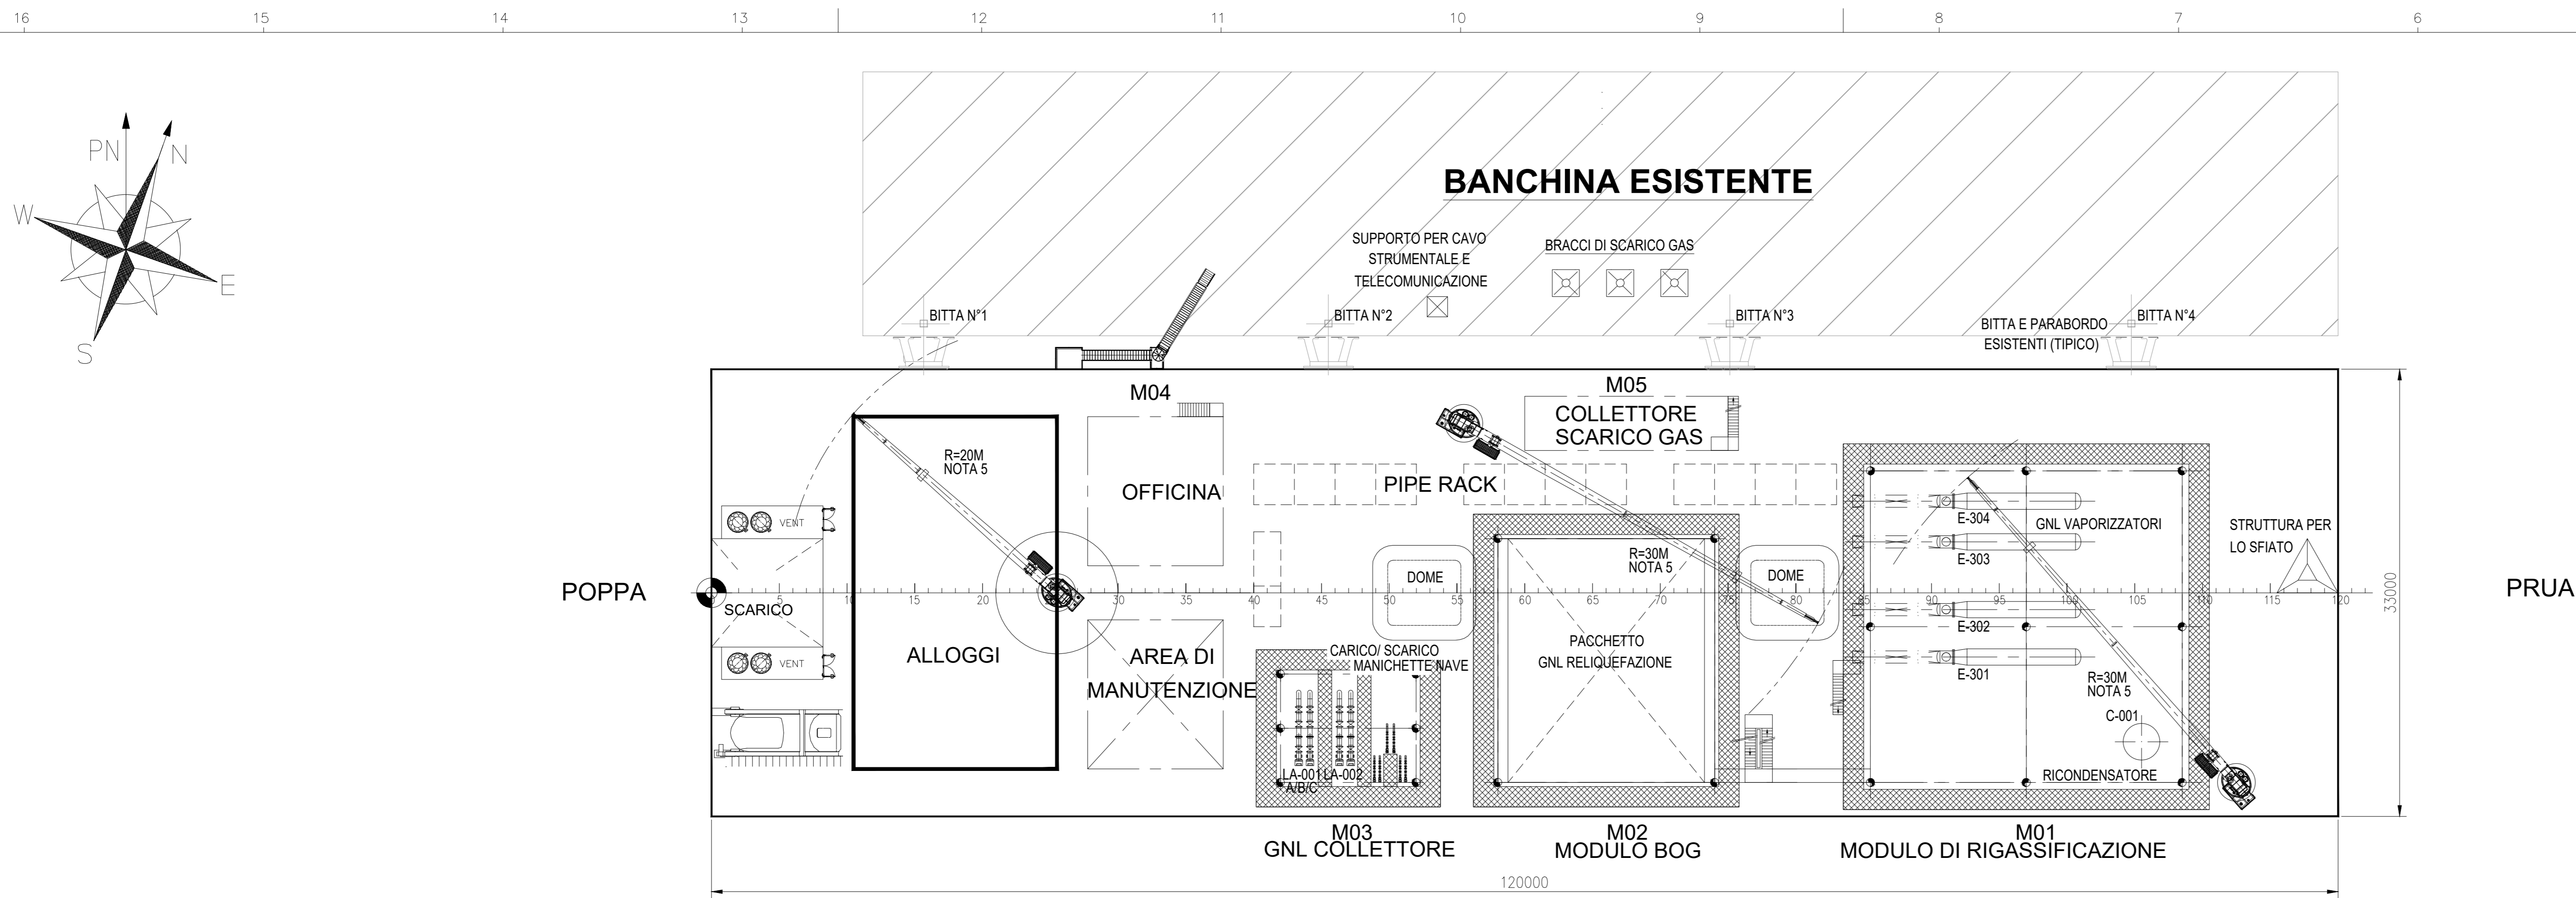 16 15 14 13 12 11 10 9 8 7 6
PN
N
W
E
S
BANCHINA ESISTENTE
SUPPORTO PER CAVO
STRUMENTALE E
TELECOMUNICAZIONE
BRACCI DI SCARICO GAS
BITTA N°1
BITTA N°2
BITTA N°3
BITTA N°4
BITTA E PARABORDO
ESISTENTI (TIPICO)
M04
M05
COLLETTORE
SCARICO GAS
R=20M
NOTA 5
OFFICINA
PIPE RACK
VENT
E-304
GNL VAPORIZZATORI
E-303
STRUTTURA PER
LO SFIATO
R=30M
NOTA 5
DOME
DOME
POPPA
PRUA
5 10 15 20 30 35 40 45 50 55 60 65 70 75 80 85 90 95 100 105 110 115 120
33000
SCARICO
E-302
ALLOGGI
AREA DI
MANUTENZIONE
CARICO/ SCARICO
MANICHETTE NAVE
PACCHETTO
GNL RELIQUEFAZIONE
VENT
E-301
R=30M
NOTA 5
C-001
RICONDENSATORE
LA-001
A/B/C
LA-002
M03
GNL COLLETTORE
M02
MODULO BOG
M01
MODULO DI RIGASSIFICAZIONE
120000